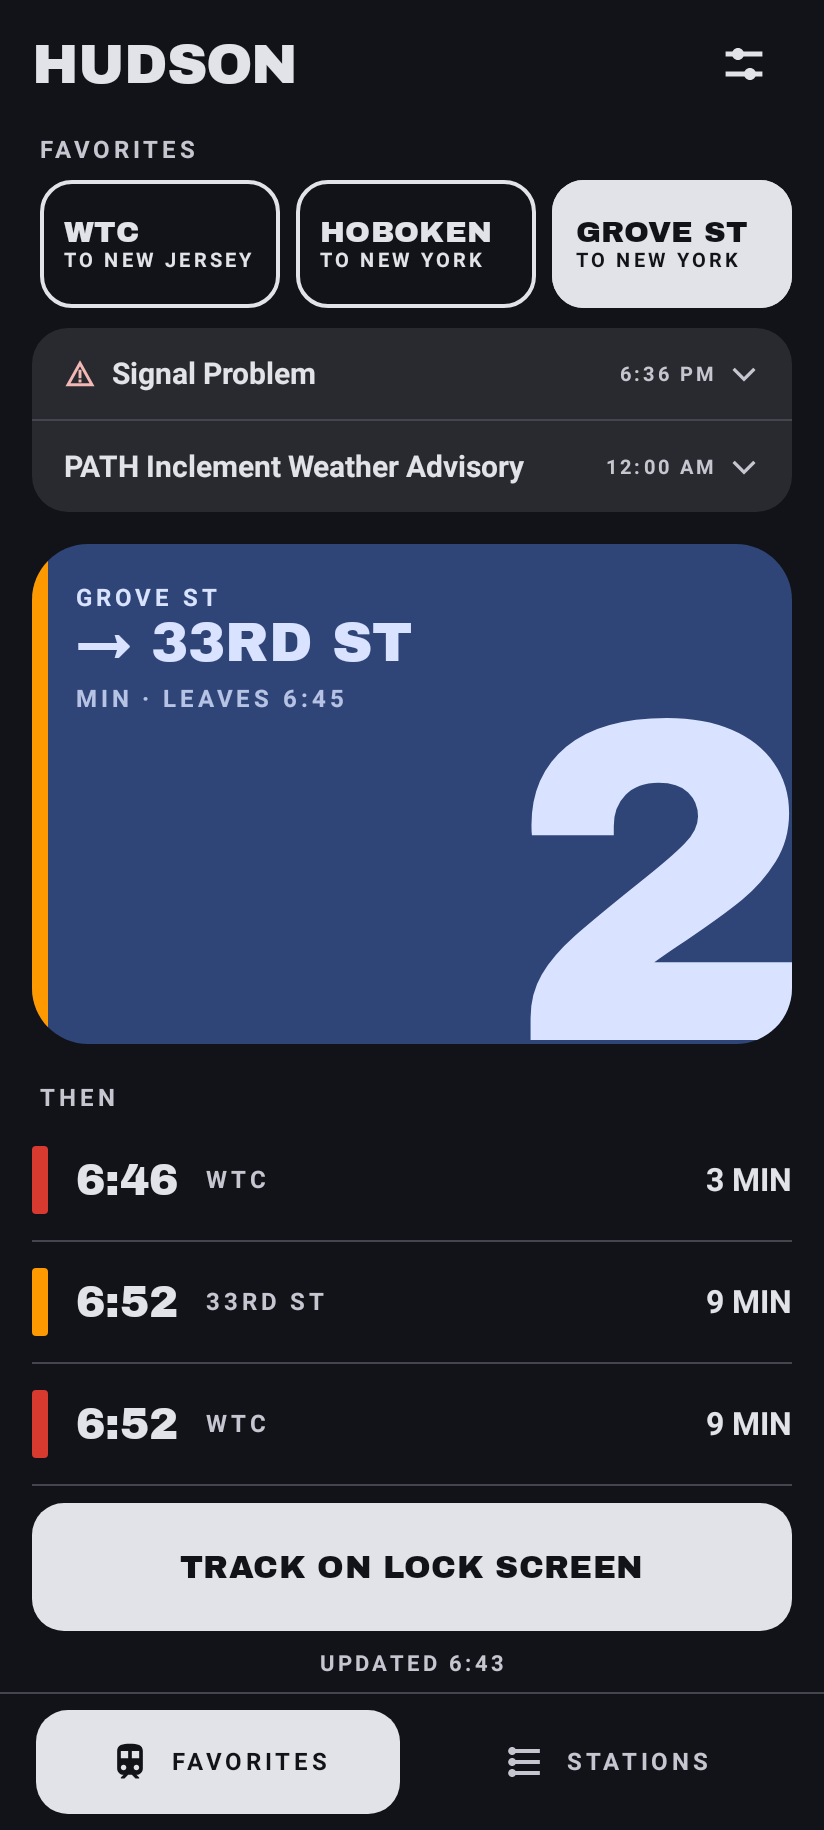 HUDSON
FAVORITES
WTC
TO NEW JERSEY
HOBOKEN
TO NEW YORK
GROVE ST
TO NEW YORK
Signal Problem 6:36 PM
PATH Inclement Weather Advisory 12:00 AM
GROVE ST
→ 33RD ST
MIN · LEAVES 6:45
2
THEN
6:46 WTC 3 MIN
6:52 33RD ST 9 MIN
6:52 WTC 9 MIN
TRACK ON LOCK SCREEN
UPDATED 6:43
FAVORITES STATIONS